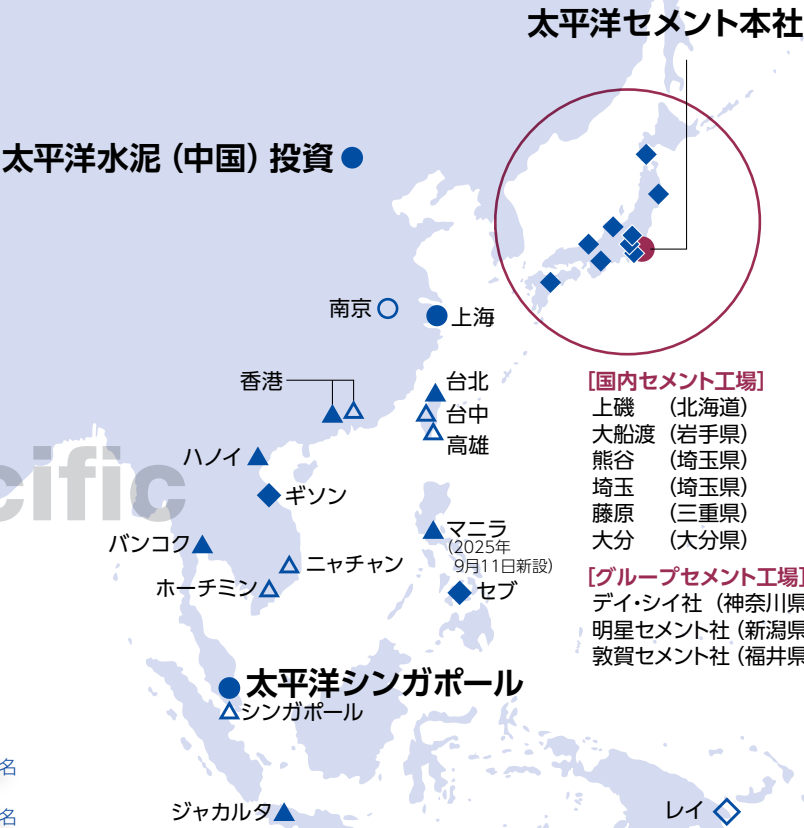 太平洋セメント本社
太平洋水泥（中国）投資
南京
上海
香港
台北
台中
高雄
ハノイ
cific
ギソン
バンコク
ニャチャン
ホーチミン
マニラ
（2025年
9月11日新設）
セブ
［国内セメント工場］
上磯 （北海道）
大船渡（岩手県）
熊谷 （埼玉県）
埼玉 （埼玉県）
藤原 （三重県）
大分 （大分県）
［グループセメント工場］
デイ・シイ社（神奈川県
明星セメント社（新潟県
敦賀セメント社（福井県
太平洋シンガポール
シンガポール
名
名
ジャカルタ
レイ